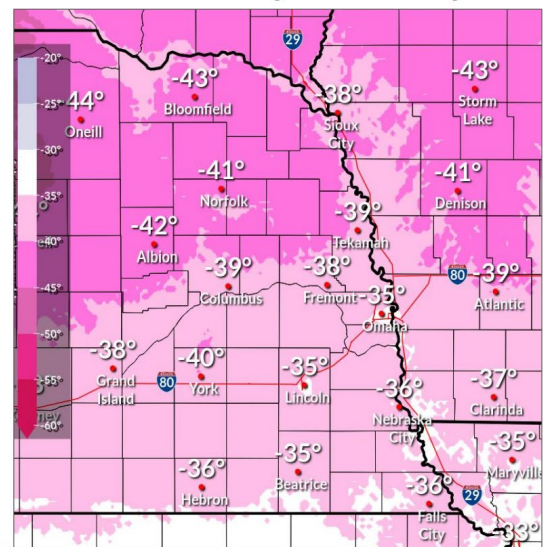 29
-20°
-43°
Bloomfield
-43°
Storm
Lake
-25°
44°
Oneill
-38°
Sioux
City
-30°
-41°
Norfolk
-41°
Denison
-35°
-39°
Tekamah
-40°
-42°
Albion
-39°
Columbus
-38°
Fremont
-35°
Omaha
80
-39°
Atlantic
-45°
-50°
-38°
Grand
Island
80
-40°
York
-35°
Lincoln
-55°
-36°
Nebraska
City
-37°
Clarinda
-60°
-36°
Hebron
-35°
Beatrice
-35°
Maryville
29
-36°
Falls
City
-33°